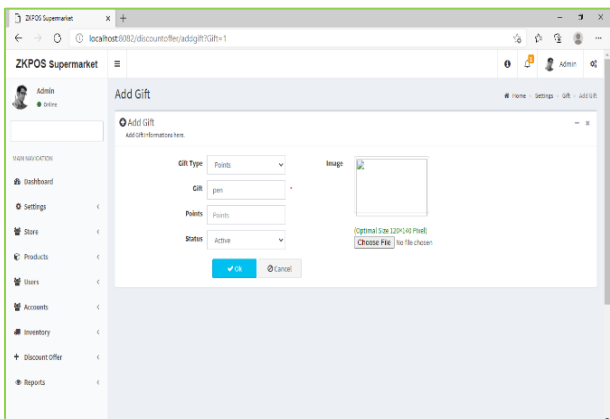 ZKPOS Supermarket
localhost:8082/discountoffer/addgift?Gift=1
ZKPOS Supermarket
Admin
Admin
Online
Add Gift
Home
Settings
Gift
Add Gift
Add Gift
Add Gift Informations here.
MAIN NAVIGATION
Dashboard
Settings
Store
Products
Users
Accounts
Inventory
Discount Offer
Reports
Gift Type
Points
Gift
pen
*
Points
Points
Status
Active
Ok
Cancel
Image
(Optimal Size 120×140 Pixel)
Choose File No file chosen